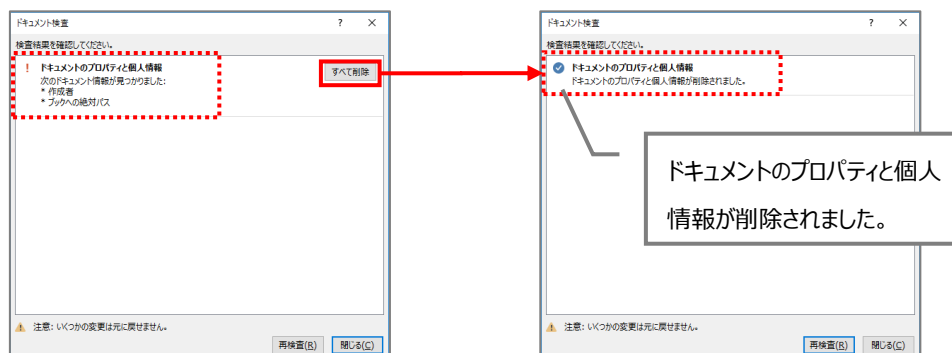 ドキュメント検査
? ×
検査結果を確認してください。
! ドキュメントのプロパティと個人情報
すべて削除
次のドキュメント情報が見つかりました:
* 作成者
* ブックへの絶対パス
注意: いくつかの変更は元に戻せません。
再検査(R) 閉じる(C)
ドキュメント検査
? ×
検査結果を確認してください。
ドキュメントのプロパティと個人情報
ドキュメントのプロパティと個人情報が削除されました。
ドキュメントのプロパティと個人
情報が削除されました。
注意: いくつかの変更は元に戻せません。
再検査(R) 閉じる(C)